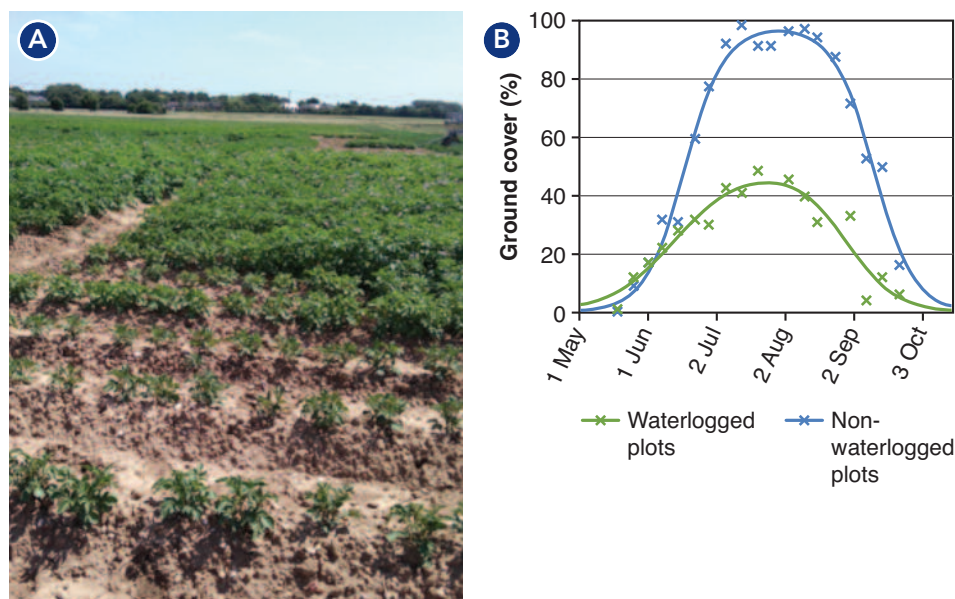 A
B
Ground cover (%)
100
80
60
40
20
0
1 May
1 Jun
2 Jul
2 Aug
2 Sep
3 Oct
Waterlogged
plots
Non-
waterlogged
plots